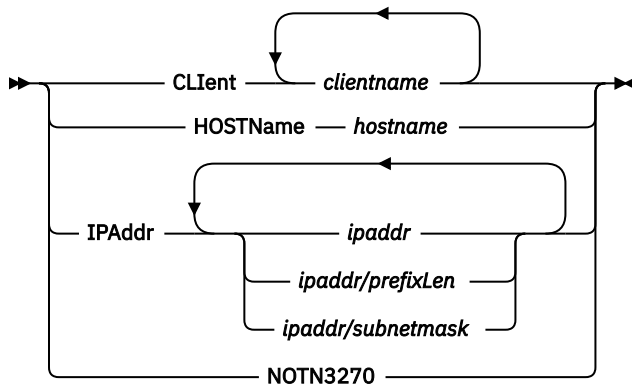 CLIent clientname
HOSTName hostname
IPAddr ipaddr
ipaddr/prefixLen
ipaddr/subnetmask
NOTN3270